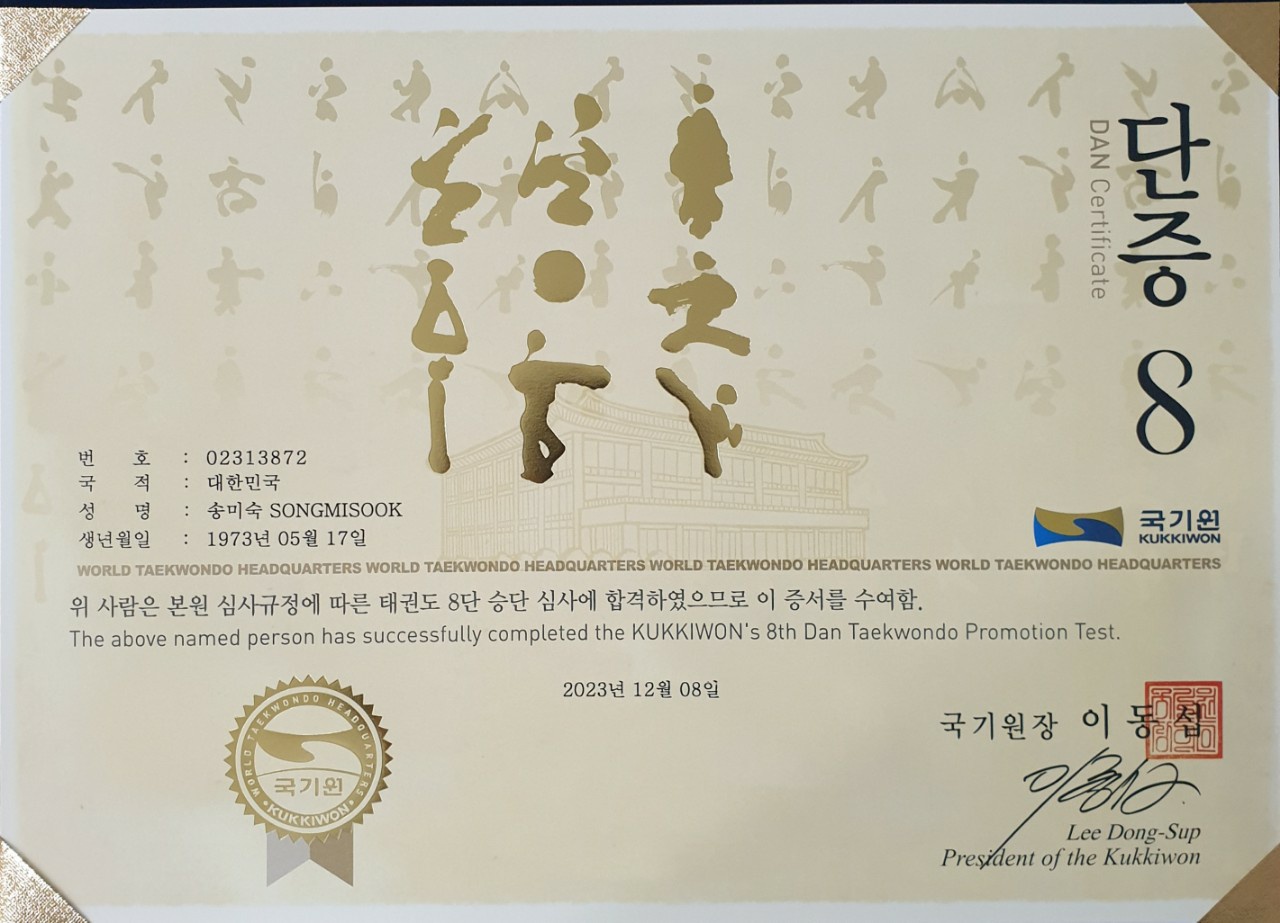 단증 8
DAN Certificate
번 호 : 02313872
국 적 : 대한민국
성 명 : 송미숙 SONGMISOOK
생년월일 : 1973년 05월 17일
국기원
KUKKIWON
WORLD TAEKWONDO HEADQUARTERS WORLD TAEKWONDO HEADQUARTERS WORLD TAEKWONDO HEADQUARTERS WORLD TAEKWONDO HEADQUARTERS
위 사람은 본원 심사규정에 따른 태권도 8단 승단 심사에 합격하였으므로 이 증서를 수여함.
The above named person has successfully completed the KUKKIWON's 8th Dan Taekwondo Promotion Test.
2023년 12월 08일
WORLD TAEKWONDO HEADQUARTERS
국기원
• KUKKIWON •
국기원장 이동섭
Lee Dong-Sup
President of the Kukkiwon